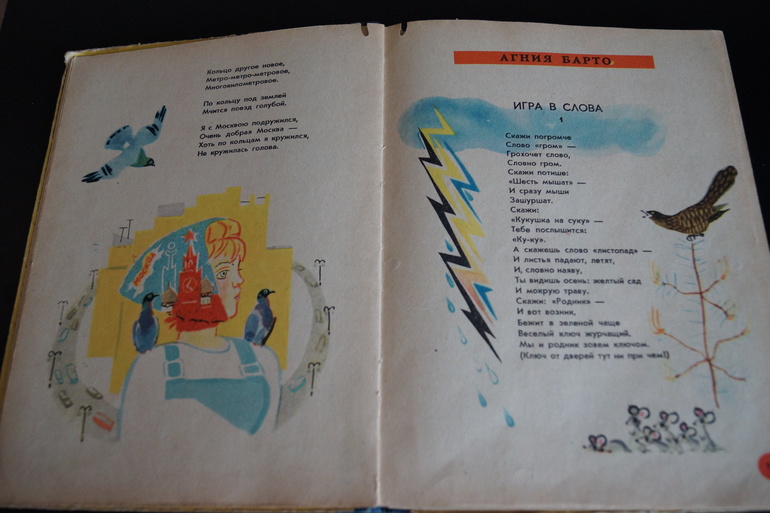 Кольцо другое новое,
Метро-метро-метровое,
Многокилометровое.
По кольцу под землей
Мчится поезд голубой.
Я с Москвою подружился,
Очень добрая Москва —
Хоть по кольцам я кружился,
Не кружилась голова.
МОСКВА
АГНИЯ БАРТО
ИГРА В СЛОВА
1
Скажи погромче
Слово «гром» —
Грохочет слово,
Словно гром.
Скажи потише:
«Шесть мышат» —
И сразу мыши
Зашуршат.
Скажи:
«Кукушка на суку» —
Тебе послышится:
«Ку-ку».
А скажешь слово «листопад» —
И листья падают, летят,
И, словно наяву,
Ты видишь осень: желтый сад
И мокрую траву.
Скажи: «Родник» —
И вот возник,
Бежит в зеленой чаще
Веселый ключ журчащий.
Мы и родник зовем ключом.
(Ключ от дверей тут ни при чем!)